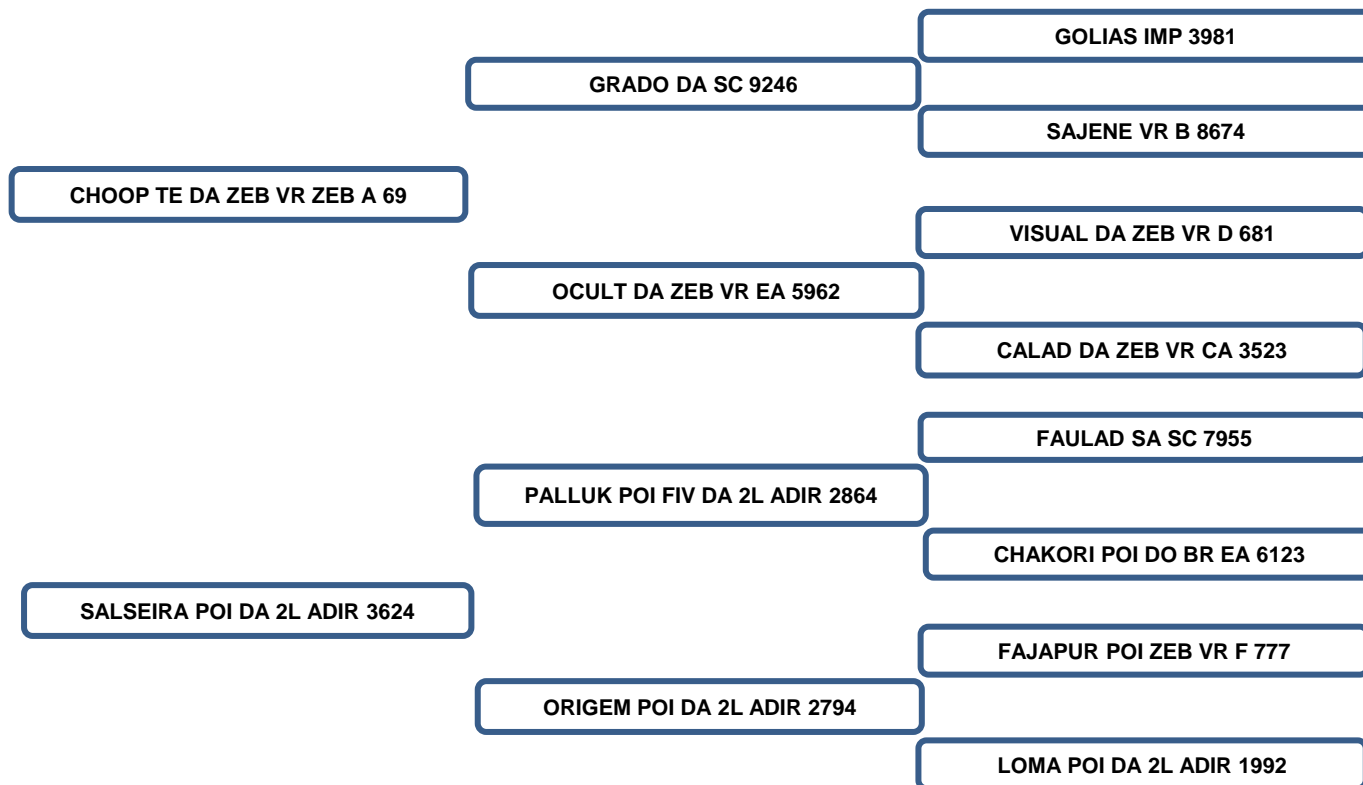 GOLIAS IMP 3981
GRADO DA SC 9246
SAJENE VR B 8674
CHOOP TE DA ZEB VR ZEB A 69
VISUAL DA ZEB VR D 681
OCULT DA ZEB VR EA 5962
CALAD DA ZEB VR CA 3523
FAULAD SA SC 7955
PALLUK POI FIV DA 2L ADIR 2864
CHAKORI POI DO BR EA 6123
SALSEIRA POI DA 2L ADIR 3624
FAJAPUR POI ZEB VR F 777
ORIGEM POI DA 2L ADIR 2794
LOMA POI DA 2L ADIR 1992